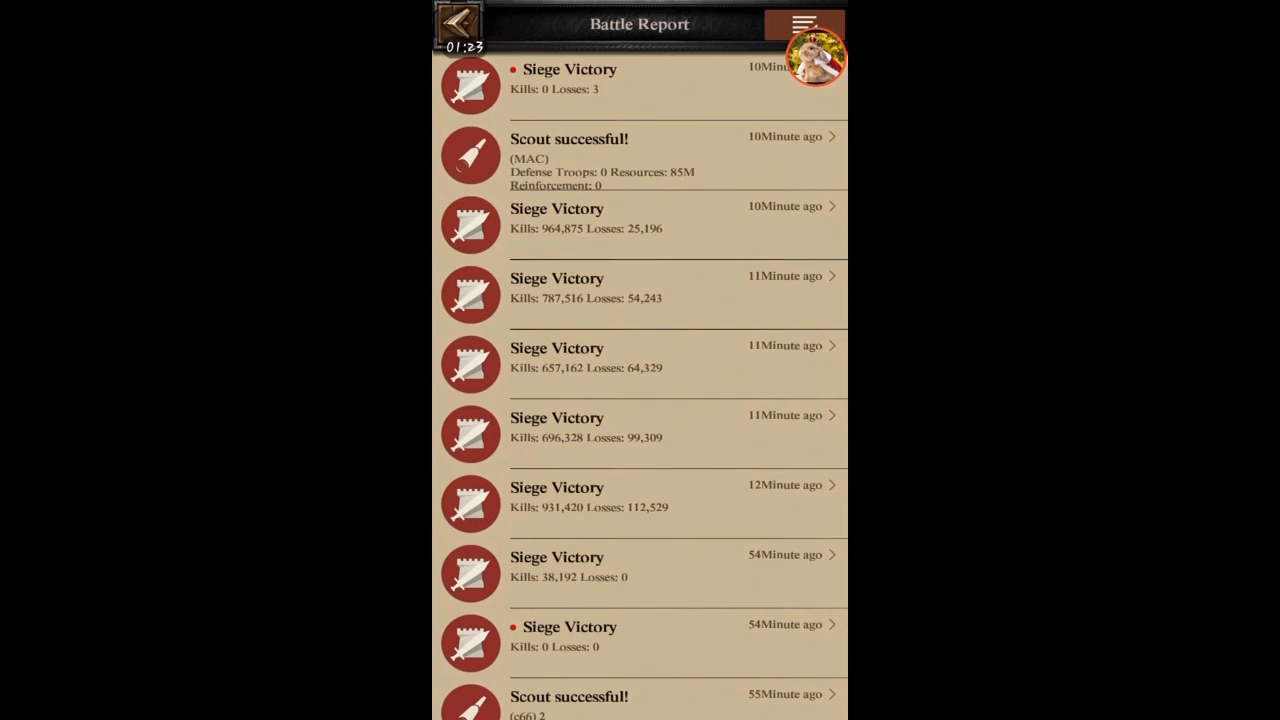 Battle Report
01:23
Siege Victory
10Minu
Kills: 0 Losses: 3
Scout successful!
10Minute ago
(MAC)
Defense Troops: 0 Resources: 85M
Reinforcement: 0
Siege Victory
10Minute ago
Kills: 964,875 Losses: 25,196
Siege Victory
11Minute ago
Kills: 787,516 Losses: 54,243
Siege Victory
11Minute ago
Kills: 657,162 Losses: 64,329
Siege Victory
11Minute ago
Kills: 696,328 Losses: 99,309
Siege Victory
12Minute ago
Kills: 931,420 Losses: 112,529
Siege Victory
54Minute ago
Kills: 38,192 Losses: 0
Siege Victory
54Minute ago
Kills: 0 Losses: 0
Scout successful!
55Minute ago
(c66) 2